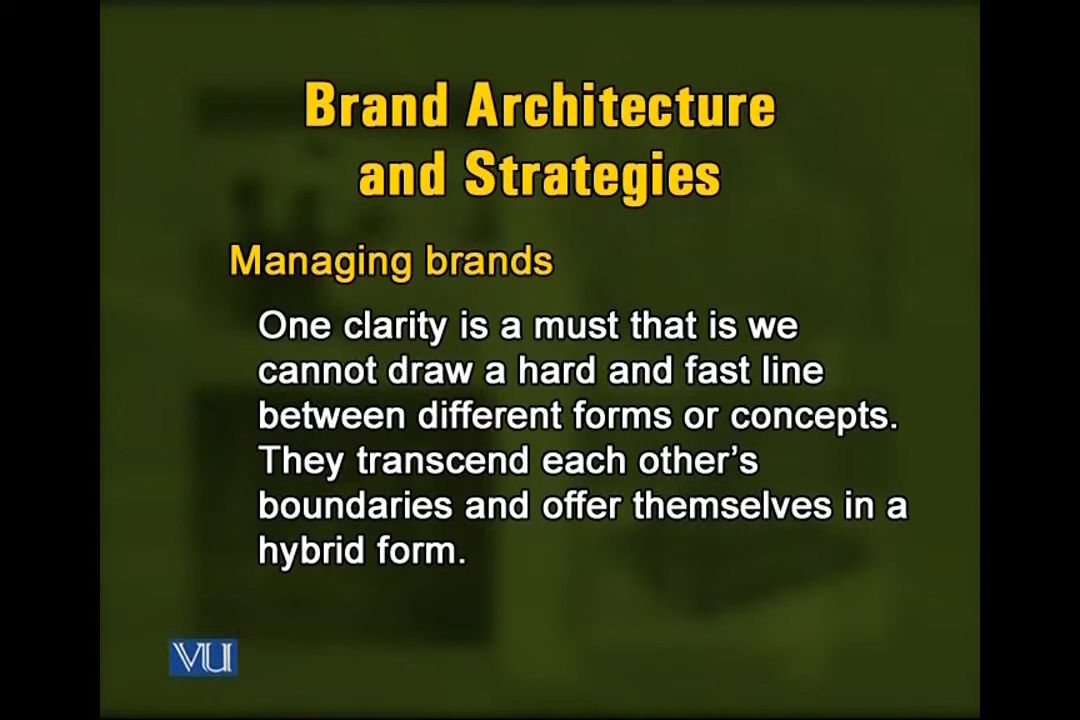 Brand Architecture
and Strategies
Managing brands
One clarity is a must that is we
cannot draw a hard and fast line
between different forms or concepts.
They transcend each other’s
boundaries and offer themselves in a
hybrid form.
VU